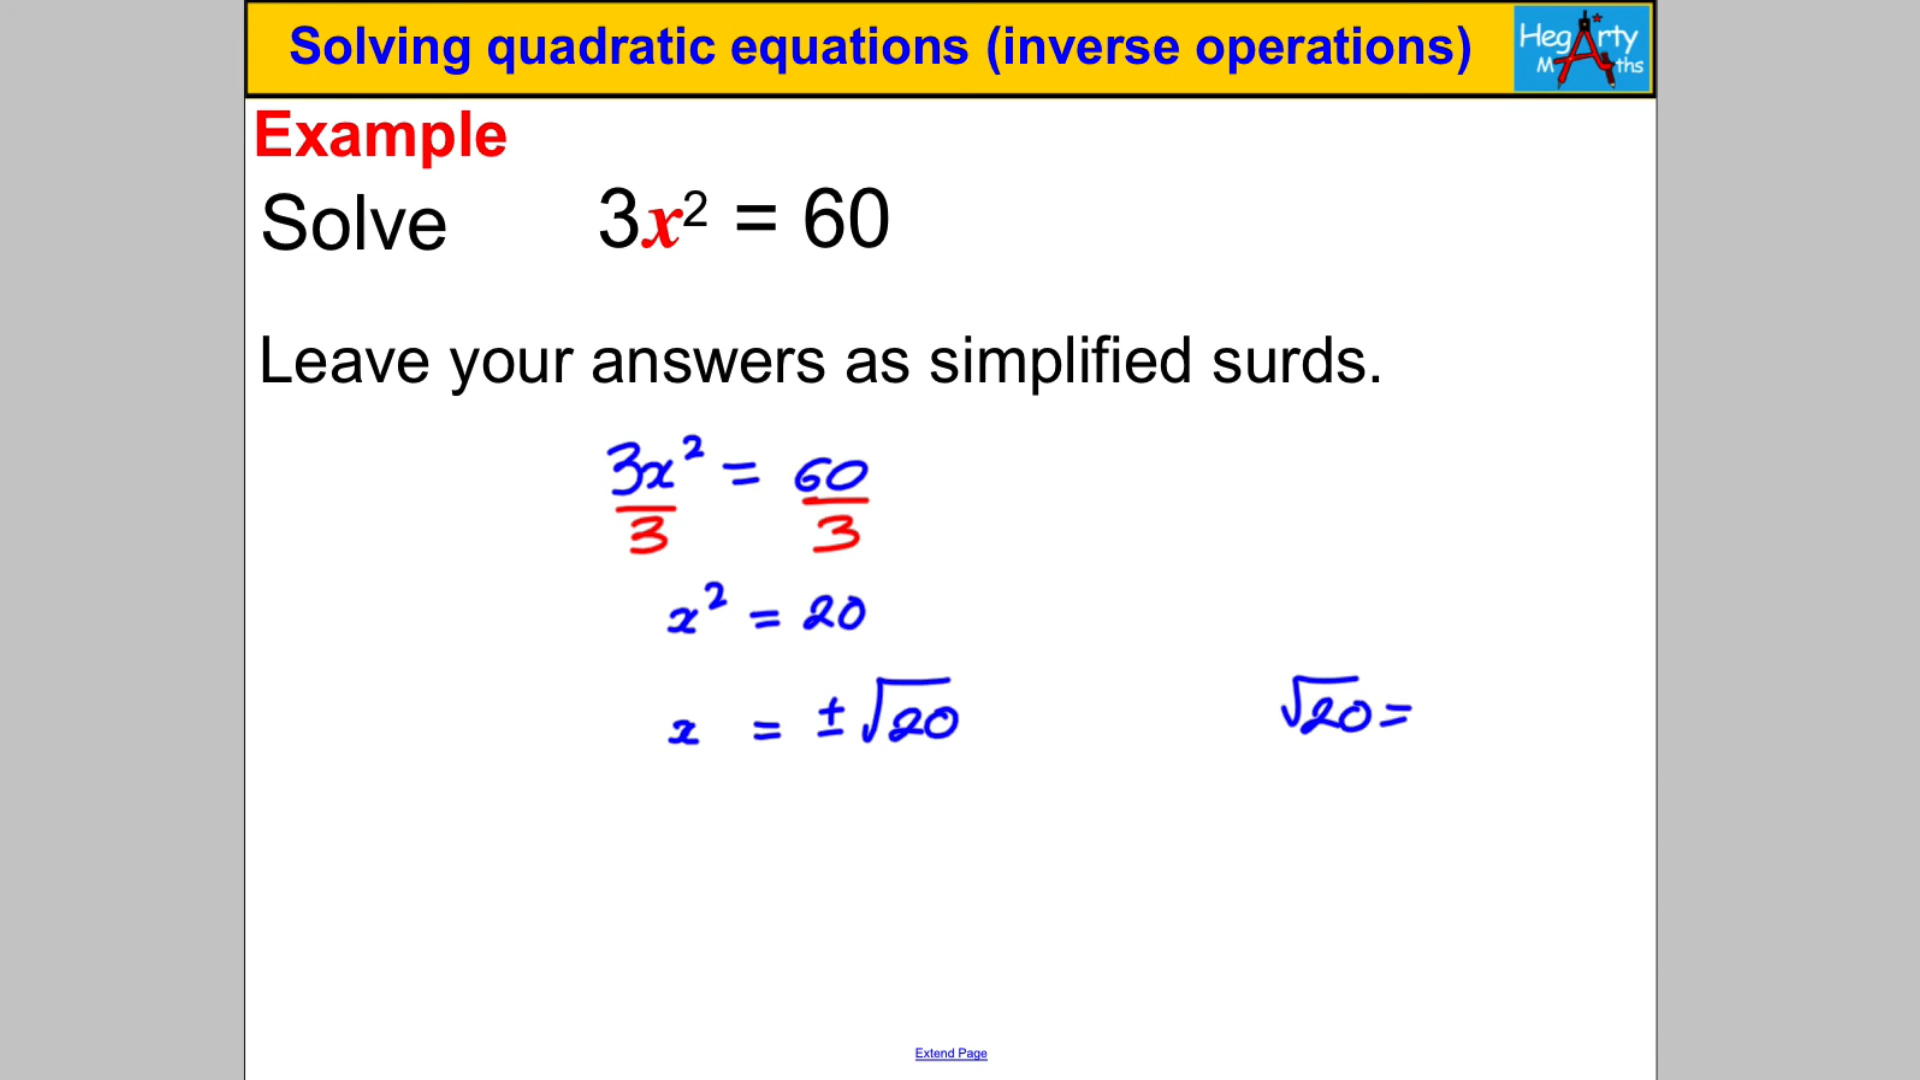 Solving quadratic equations (inverse operations)
HegArty
Maths
Example
Solve 3x² = 60
Leave your answers as simplified surds.
3x² = 60
3 3
x² = 20
x = ±√20 √20 =
Extend Page